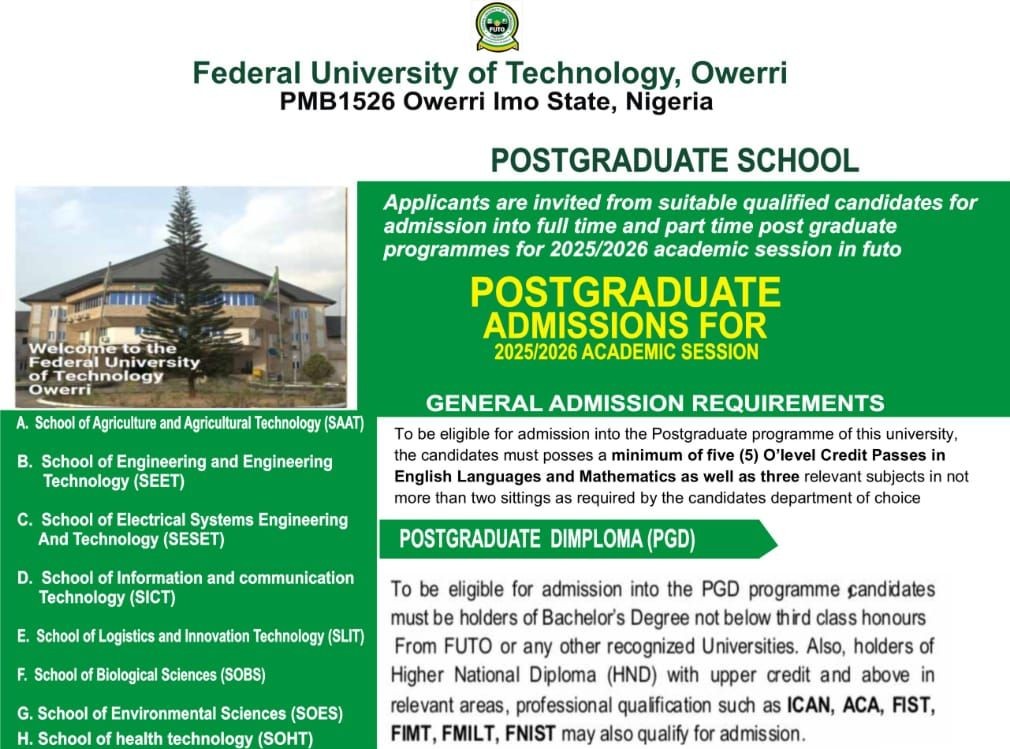 FUTO
Federal University of Technology, Owerri
PMB1526 Owerri Imo State, Nigeria
POSTGRADUATE SCHOOL
Applicants are invited from suitable qualified candidates for
admission into full time and part time post graduate
programmes for 2025/2026 academic session in futo
POSTGRADUATE
ADMISSIONS FOR
2025/2026 ACADEMIC SESSION
Welcome to the
Federal University
of Technology
Owerri
A. School of Agriculture and Agricultural Technology (SAAT)
B. School of Engineering and Engineering
Technology (SEET)
C. School of Electrical Systems Engineering
And Technology (SESET)
D. School of Information and communication
Technology (SICT)
E. School of Logistics and Innovation Technology (SLIT)
F. School of Biological Sciences (SOBS)
G. School of Environmental Sciences (SOES)
H. School of health technology (SOHT)
GENERAL ADMISSION REQUIREMENTS
To be eligible for admission into the Postgraduate programme of this university,
the candidates must posses a minimum of five (5) O'level Credit Passes in
English Languages and Mathematics as well as three relevant subjects in not
more than two sittings as required by the candidates department of choice
POSTGRADUATE DIMPLOMA (PGD)
To be eligible for admission into the PGD programme candidates
must be holders of Bachelor's Degree not below third class honours
From FUTO or any other recognized Universities. Also, holders of
Higher National Diploma (HND) with upper credit and above in
relevant areas, professional qualification such as ICAN, ACA, FIST,
FIMT, FMILT, FNIST may also qualify for admission.